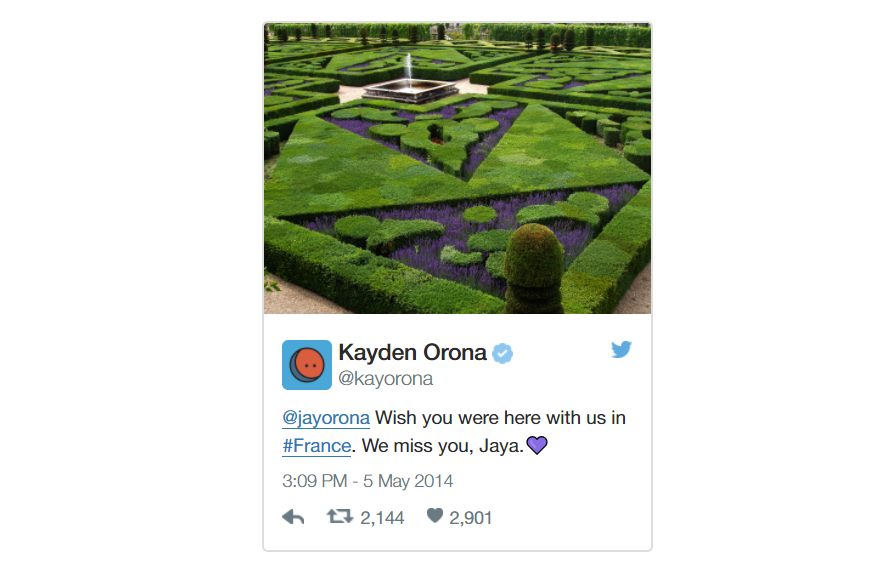 Kayden Orona
@kayorona
@jayorona Wish you were here with us in
#France. We miss you, Jaya.💜
3:09 PM - 5 May 2014
2,144 2,901